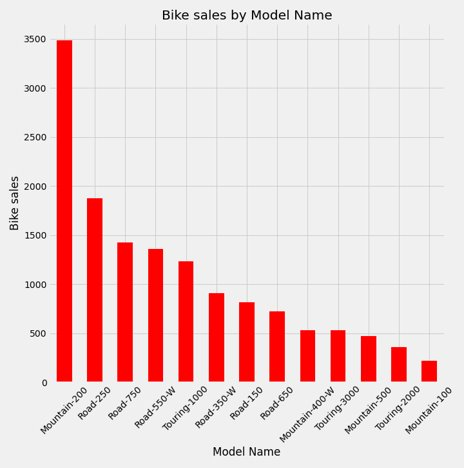 Bike sales by Model Name
3500
3000
2500
2000
1500
1000
500
0
Bike sales
Mountain-200
Road-250
Road-750
Road-550-W
Touring-1000
Road-350-W
Road-150
Road-650
Mountain-400-W
Touring-3000
Mountain-500
Touring-2000
Mountain-100
Model Name